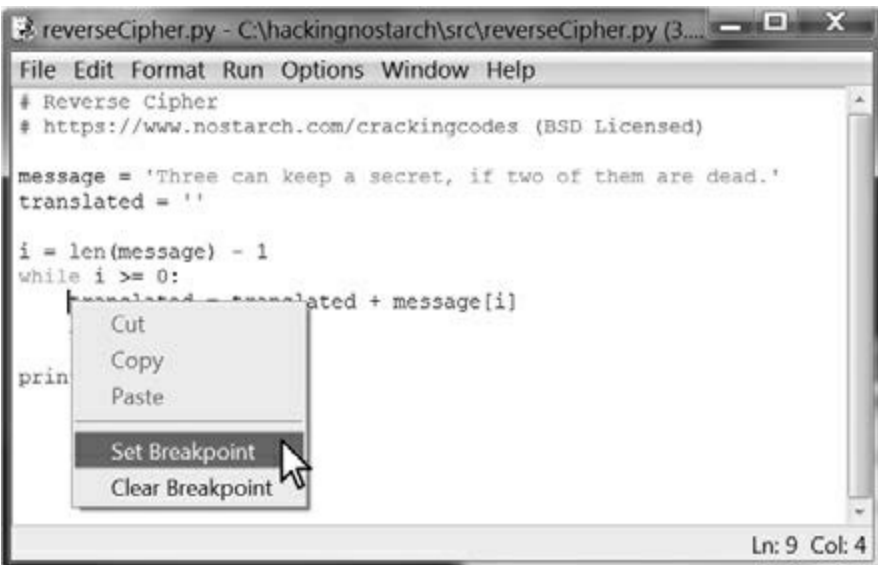 reverseCipher.py - C:\hackingnostarch\src\reverseCipher.py (3....
File Edit Format Run Options Window Help
# Reverse Cipher
# https://www.nostarch.com/crackingcodes (BSD Licensed)
message = 'Three can keep a secret, if two of them are dead.'
translated = ''
i = len(message) - 1
while i >= 0:
translated = translated + message[i]
Cut
Copy
prin
Paste
Set Breakpoint
Clear Breakpoint
Ln: 9 Col: 4